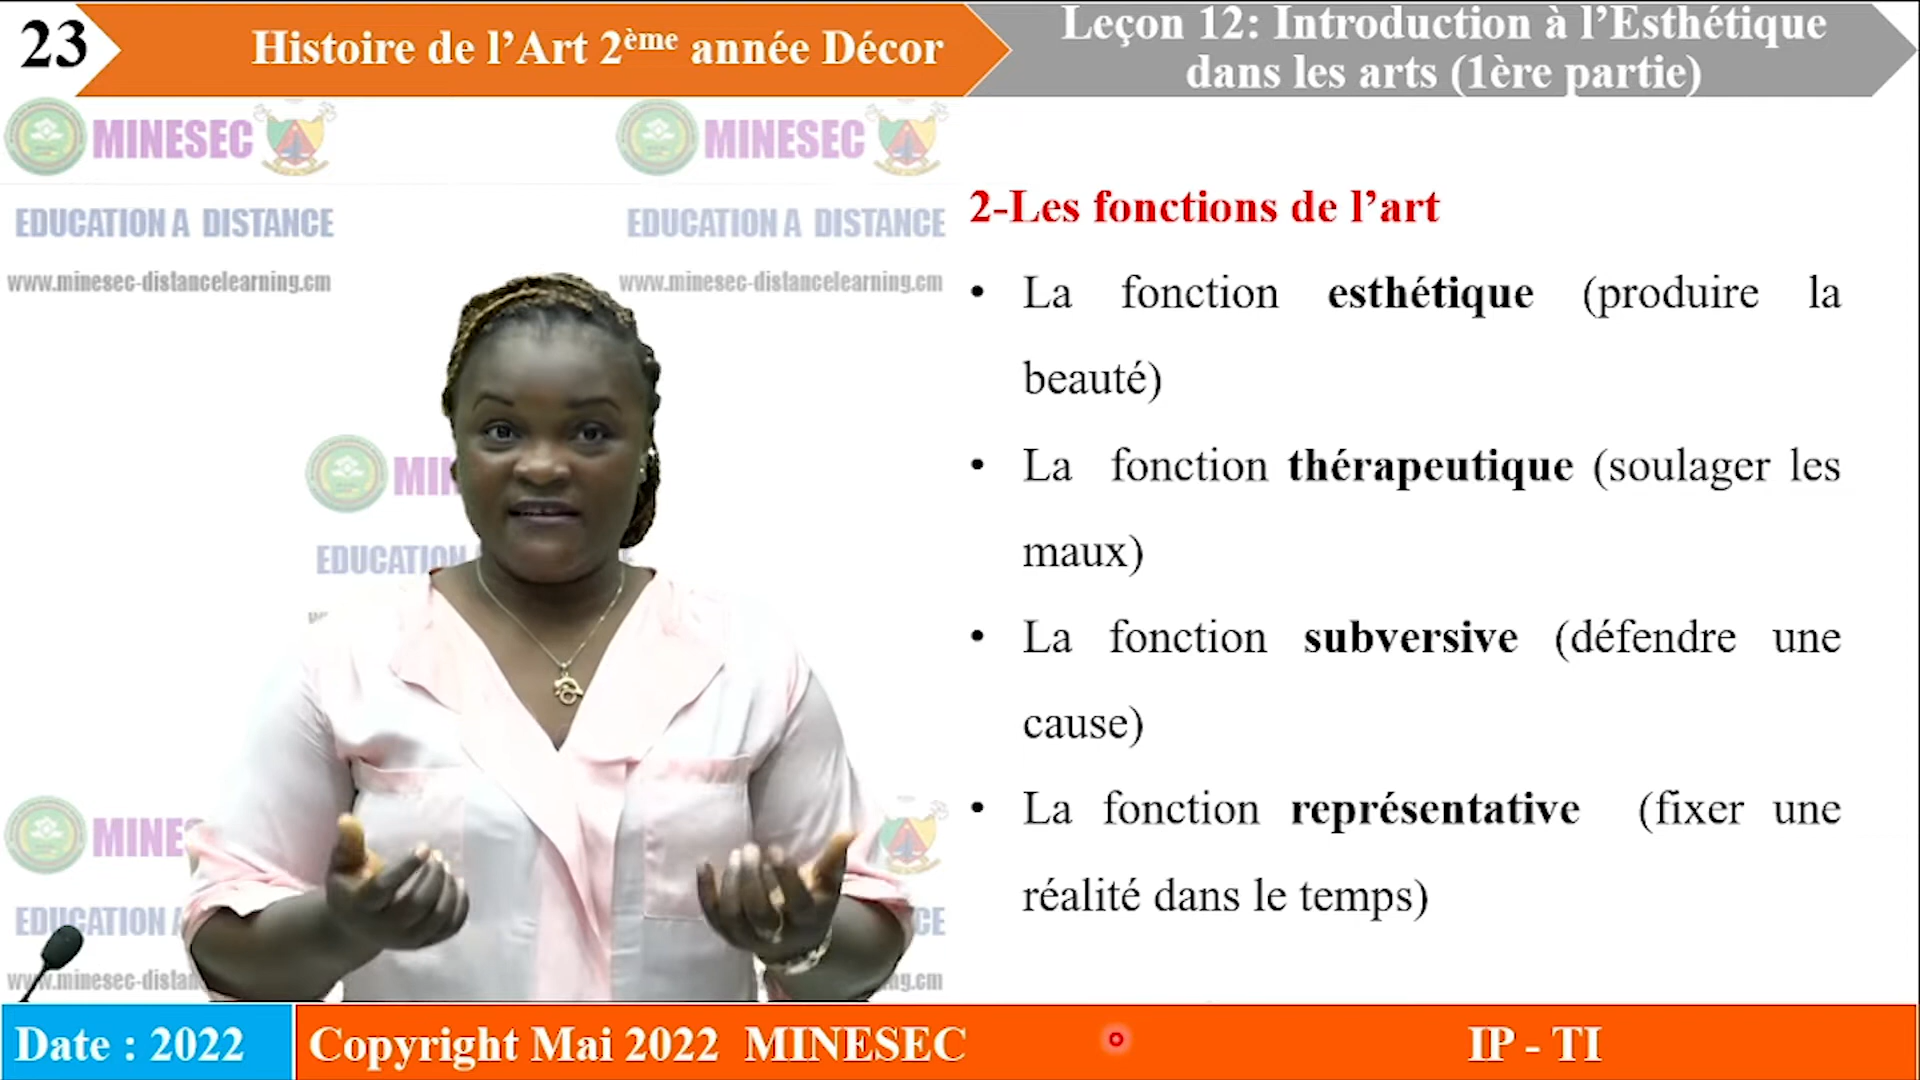 23
Histoire de l’Art 2ème année Décor
Leçon 12: Introduction à l’Esthétique
dans les arts (1ère partie)
MINESEC
MINESEC
EDUCATION A DISTANCE
EDUCATION A DISTANCE
www.minesec-distancelearning.cm
www.minesec-distancelearning.cm
2-Les fonctions de l’art
• La fonction esthétique (produire la
beauté)
• La fonction thérapeutique (soulager les
maux)
• La fonction subversive (défendre une
cause)
• La fonction représentative (fixer une
réalité dans le temps)
Date : 2022
Copyright Mai 2022 MINESEC
IP - TI